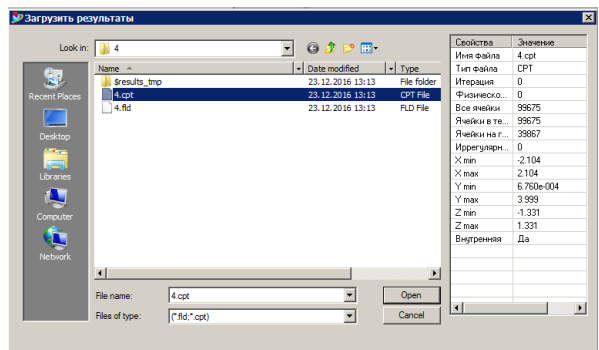 Загрузить результаты
Look in: 4
Name Date modified Type
$results_tmp 23.12.2016 13:13 File folder
4.cpt 23.12.2016 13:13 CPT File
4.fld 23.12.2016 13:13 FLD File
Recent Places
Desktop
Libraries
Computer
Network
File name: 4.cpt Open
Files of type: (*.fld;*.cpt) Cancel
Свойства Значение
Имя файла 4.cpt
Тип файла CPT
Итерация 0
Физическо... 0
Все ячейки 99675
Ячейки в те... 99675
Ячейки на г... 39867
Иррегулярн... 0
X min -2.104
X max 2.104
Y min 6.760e-004
Y max 3.999
Z min -1.331
Z max 1.331
Внутренняя Да